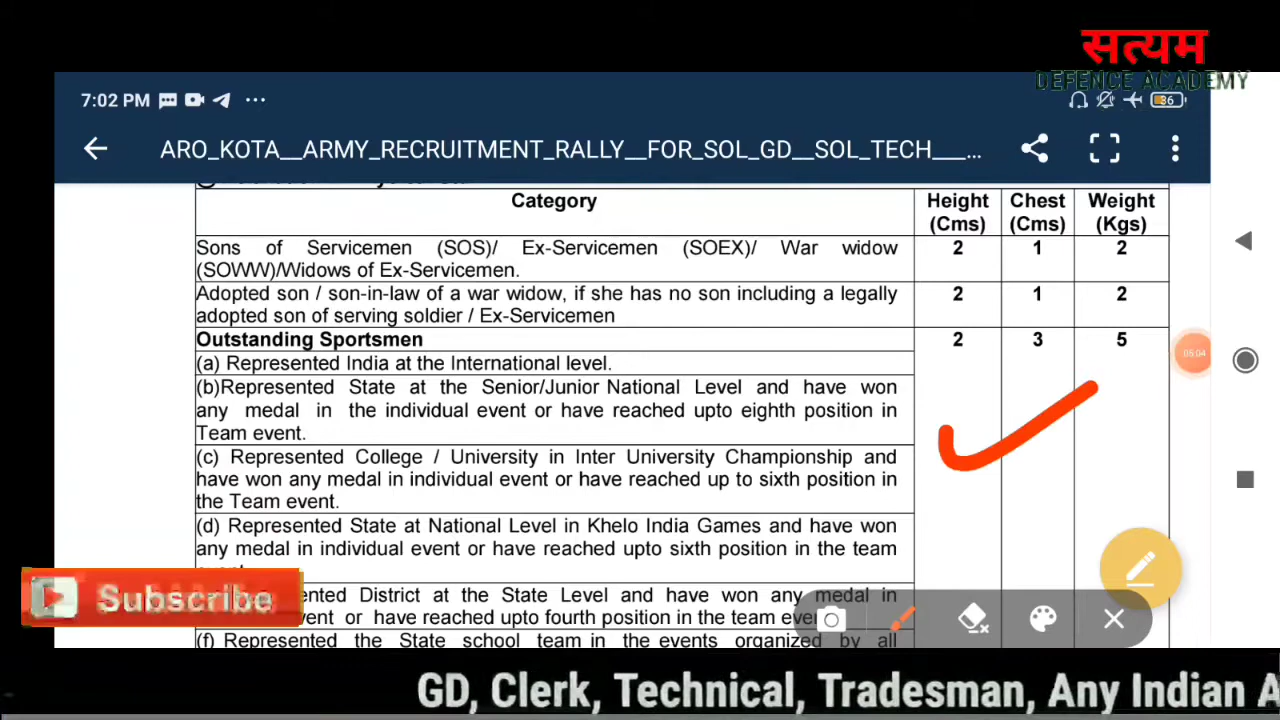 सत्यम
DEFENCE ACADEMY
7:02 PM
36
ARO_KOTA__ARMY_RECRUITMENT_RALLY__FOR_SOL_GD__SOL_TECH___...
Category
Height (Cms)
Chest (Cms)
Weight (Kgs)
Sons of Servicemen (SOS)/ Ex-Servicemen (SOEX)/ War widow
(SOWW)/Widows of Ex-Servicemen.
2 1 2
Adopted son / son-in-law of a war widow, if she has no son including a legally
adopted son of serving soldier / Ex-Servicemen
2 1 2
Outstanding Sportsmen
2 3 5
(a) Represented India at the International level.
(b)Represented State at the Senior/Junior National Level and have won
any medal in the individual event or have reached upto eighth position in
Team event.
(c) Represented College / University in Inter University Championship and
have won any medal in individual event or have reached up to sixth position in
the Team event.
(d) Represented State at National Level in Khelo India Games and have won
any medal in individual event or have reached upto sixth position in the team
District at the State Level and have won any medal in
or have reached upto fourth position in the team
(f) Represented the State school team in the events organized by all
05:04
Subscribe
GD, Clerk, Technical, Tradesman, Any Indian A